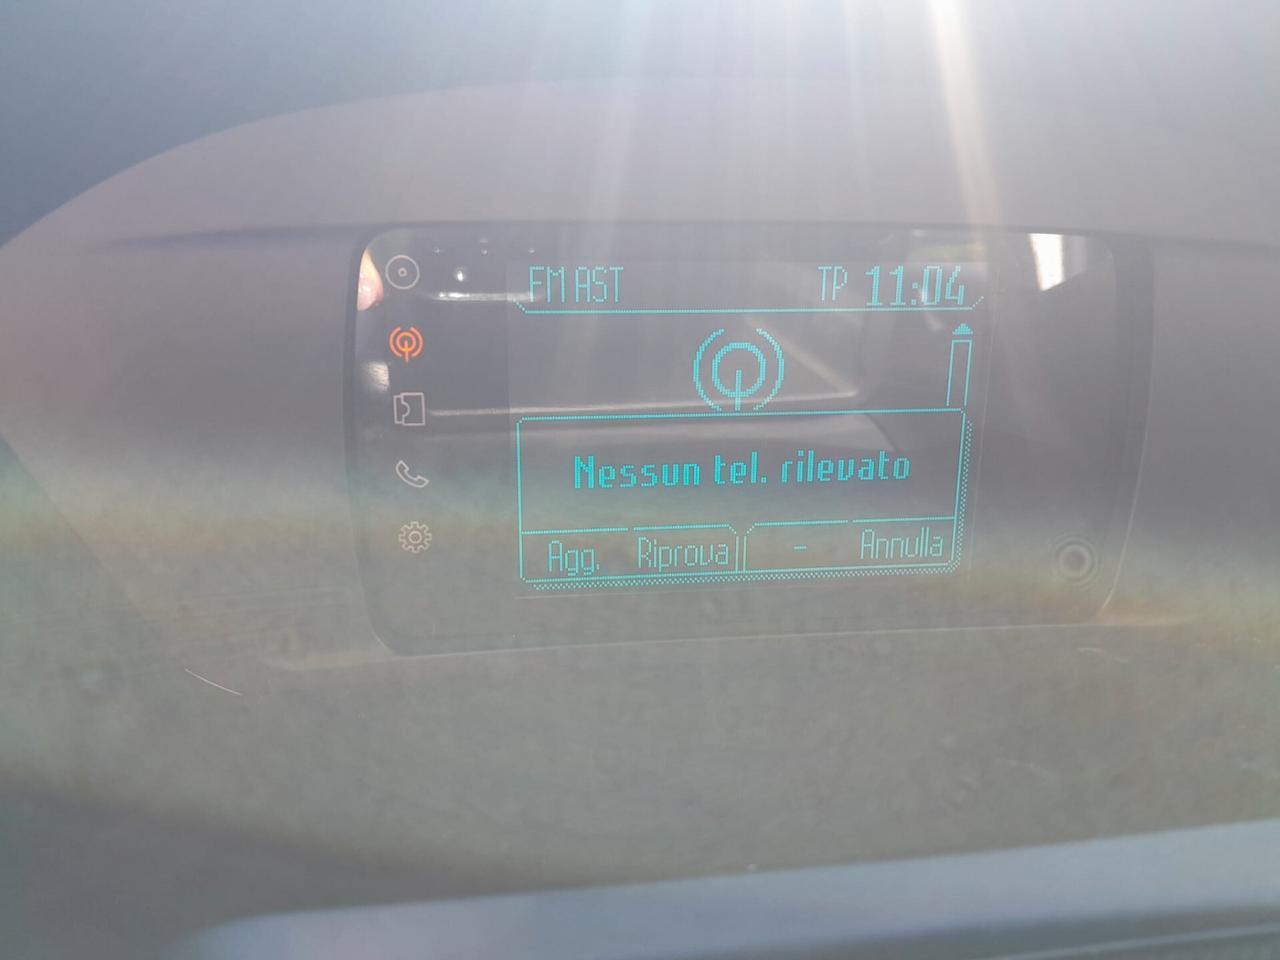 FM AST TP 11:04
Nessun tel. rilevato
Agg. Riprova - Annulla